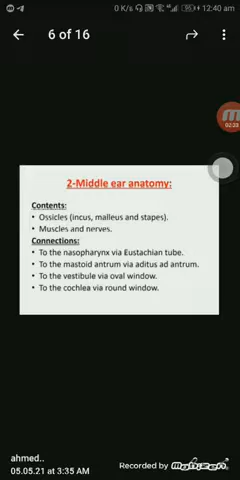 0 K/s 12:40 am
6 of 16
02:33
2-Middle ear anatomy:
Contents:
• Ossicles (incus, malleus and stapes).
• Muscles and nerves.
Connections:
• To the nasopharynx via Eustachian tube.
• To the mastoid antrum via aditus ad antrum.
• To the vestibule via oval window.
• To the cochlea via round window.
ahmed..
05.05.21 at 3:35 AM
Recorded by
mobizen